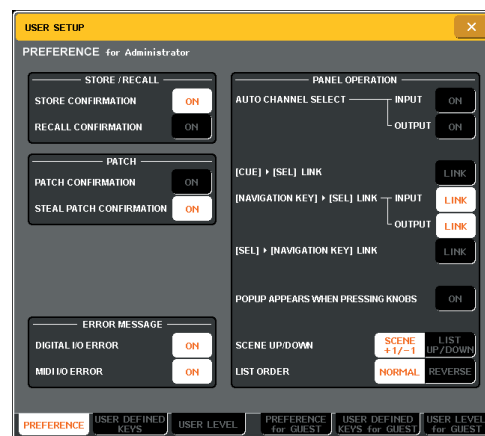 USER SETUP
PREFERENCE for Administrator
STORE / RECALL
STORE CONFIRMATION ON
RECALL CONFIRMATION ON
PATCH
PATCH CONFIRMATION ON
STEAL PATCH CONFIRMATION ON
ERROR MESSAGE
DIGITAL I/O ERROR ON
MIDI I/O ERROR ON
PANEL OPERATION
AUTO CHANNEL SELECT INPUT ON
OUTPUT ON
[CUE] ▸ [SEL] LINK LINK
[NAVIGATION KEY] ▸ [SEL] LINK INPUT LINK
OUTPUT LINK
[SEL] ▸ [NAVIGATION KEY] LINK LINK
POPUP APPEARS WHEN PRESSING KNOBS ON
SCENE UP/DOWN SCENE +1/-1 LIST UP/DOWN
LIST ORDER NORMAL REVERSE
PREFERENCE
USER DEFINED KEYS
USER LEVEL
PREFERENCE for GUEST
USER DEFINED KEYS for GUEST
USER LEVEL for GUEST